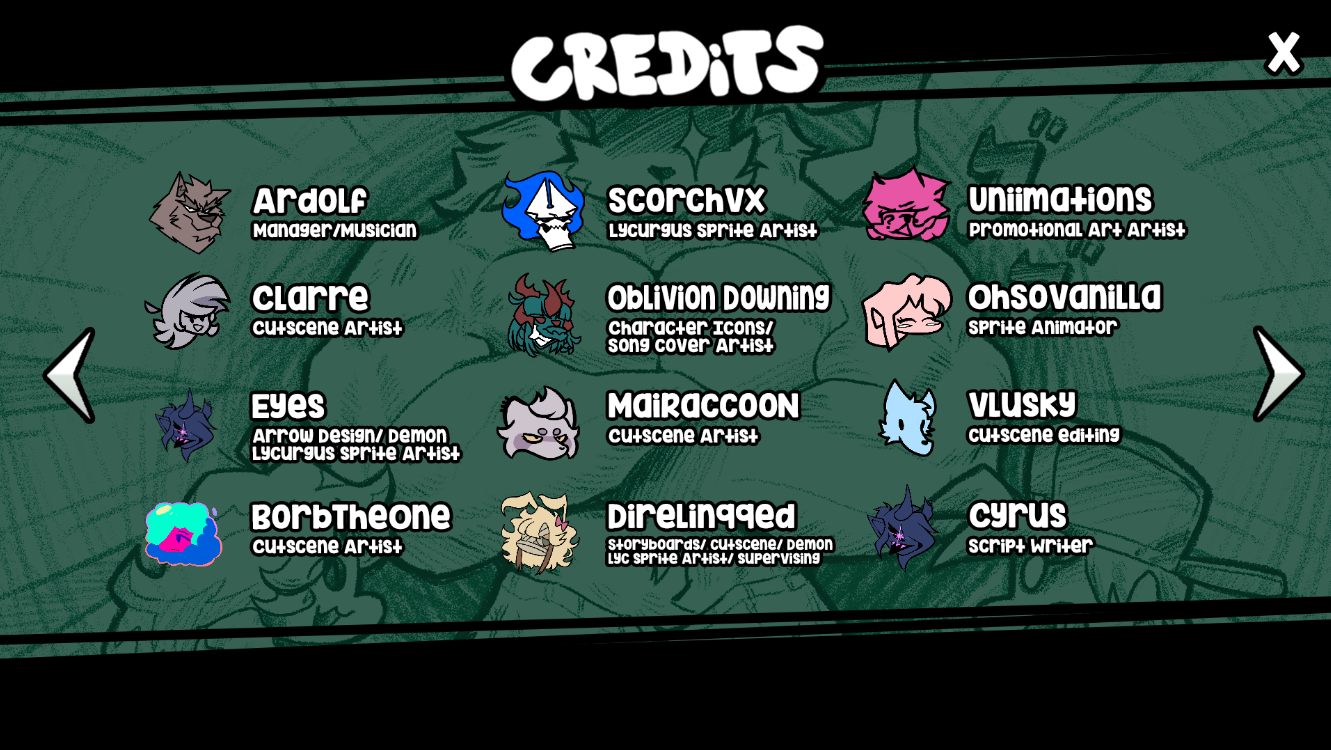 CREDiTS
X
Ardolf
Manager/Musician
ScorchVX
Lycurgus Sprite Artist
Uniimations
Promotional Art Artist
Clarre
Cutscene Artist
Oblivion Downing
Character Icons/
Song Cover Artist
OhSoVanilla
Sprite Animator
Eyes
Arrow Design/ Demon
Lycurgus Sprite Artist
MaiRaccoon
Cutscene Artist
Vlusky
Cutscene editing
BorbTheOne
Cutscene Artist
Direlinqqed
Storyboards/ Cutscene/ Demon
Lyc Sprite Artist/ Supervising
Cyrus
Script Writer